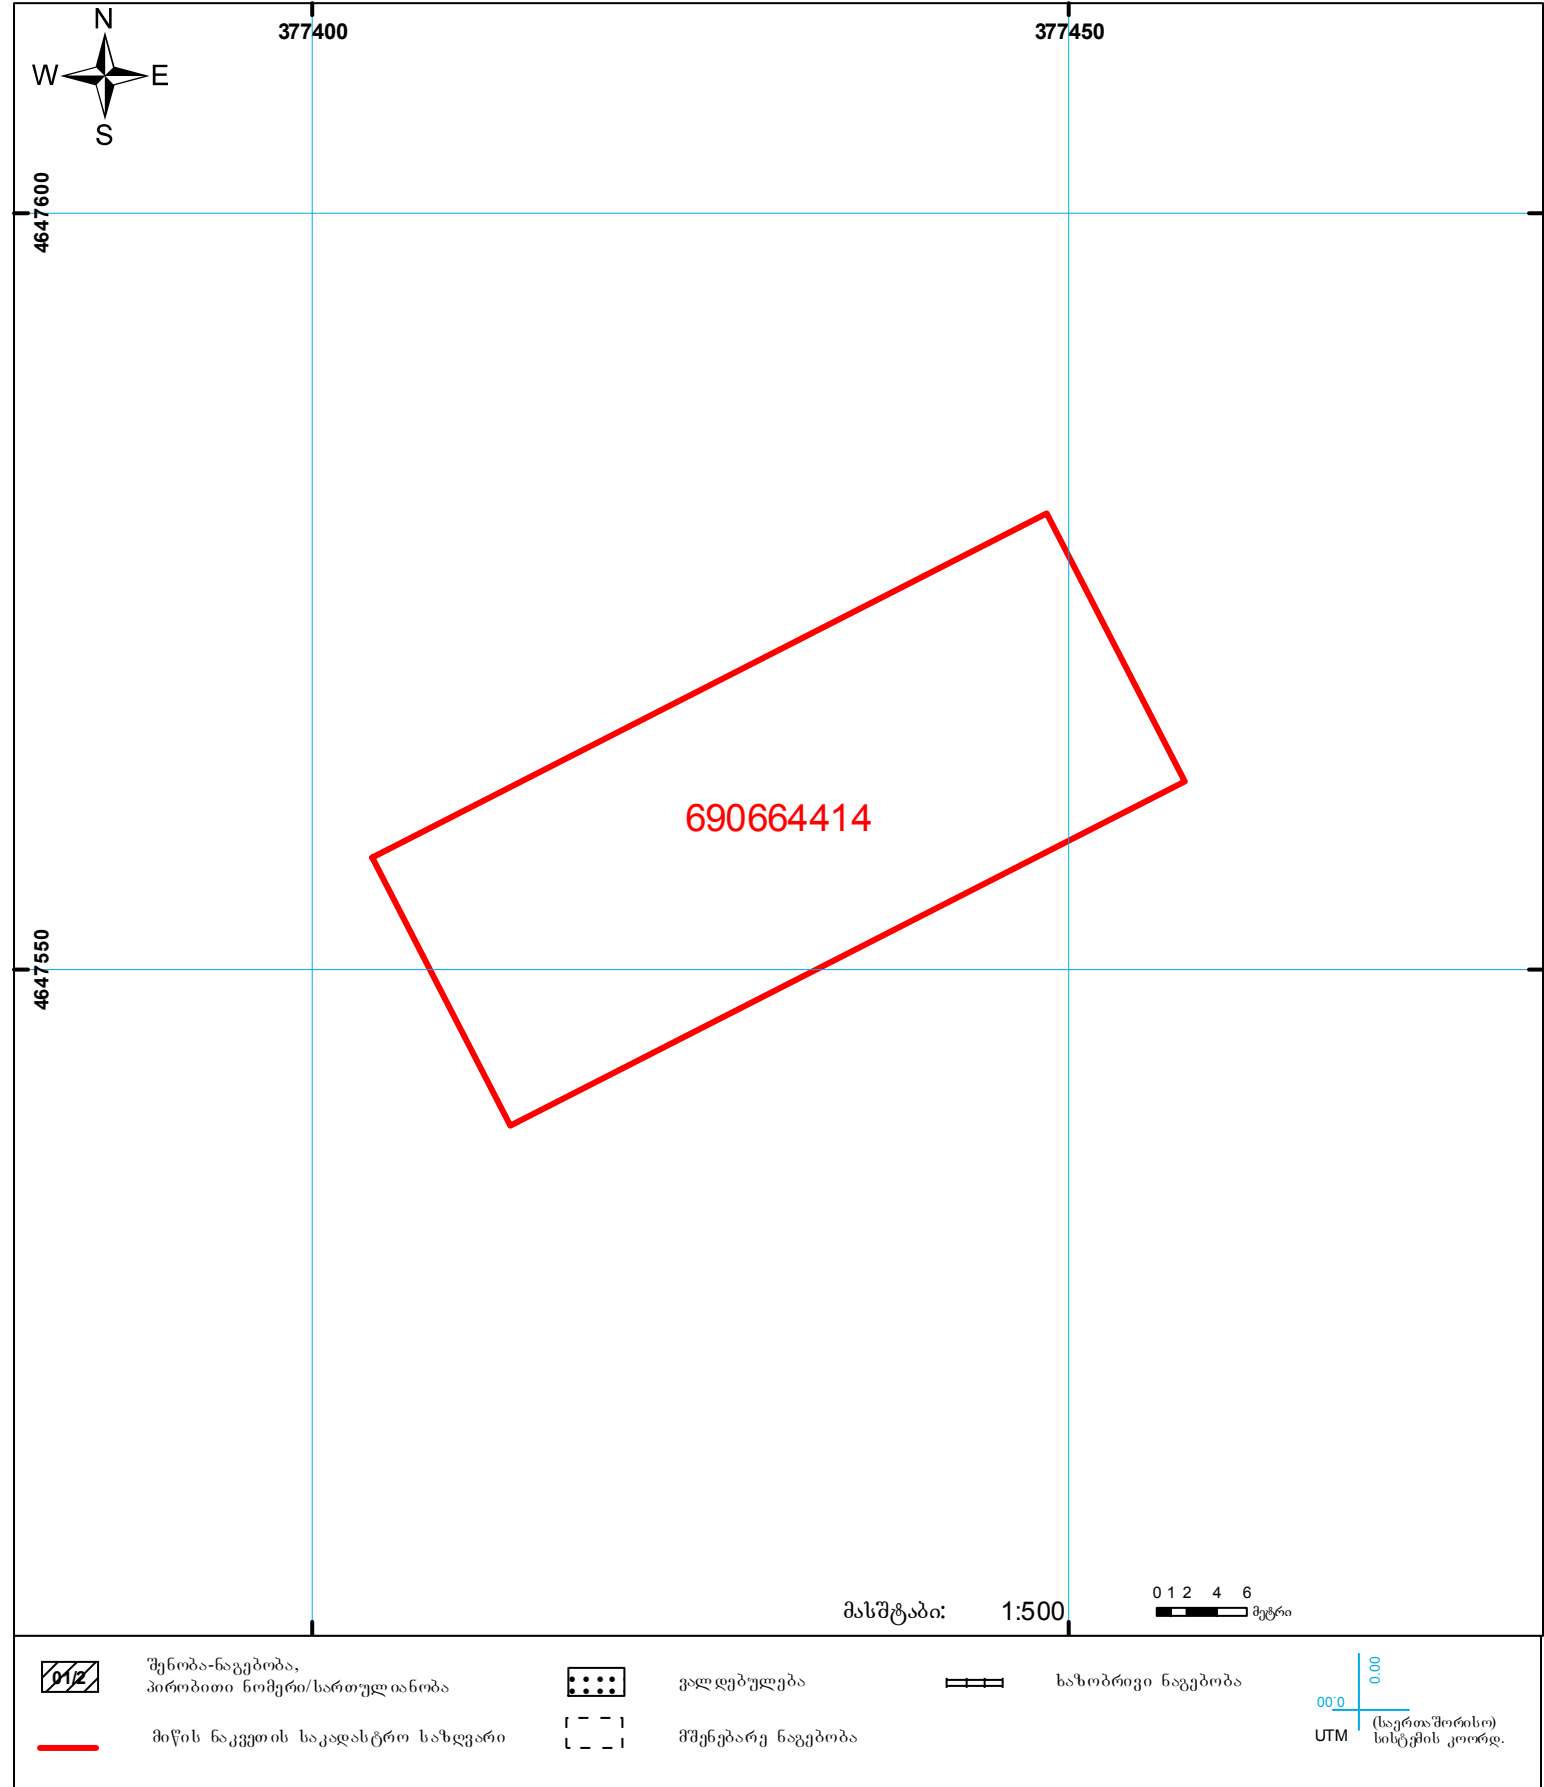 N
W E
S
377400 377450
4647600
4647550
690664414
მასშტაბი: 1:500
0 1 2 4 6
მეტრი
01/2
შენობა-ნაგებობა,
პირობითი ნომერი/სართულიანობა
ვალდებულება
ხაზობრივი ნაგებობა
მიწის ნაკვეთის საკადასტრო საზღვარი
მშენებარე ნაგებობა
00.0
0.00
UTM
(საერთაშორისო)
სისტემის კოორდ.